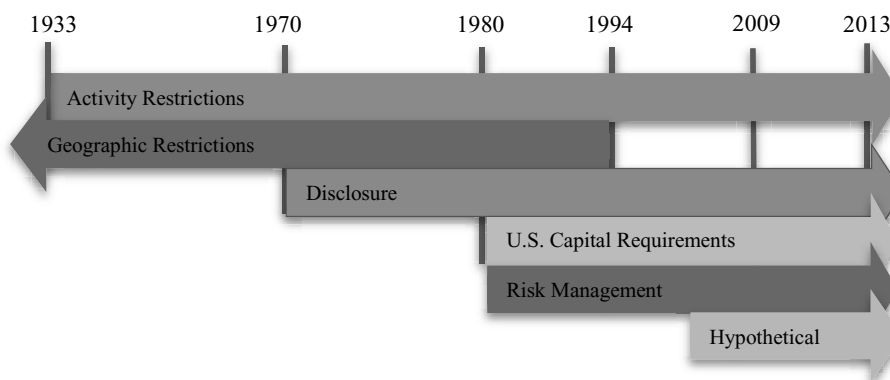 1933 1970 1980 1994 2009 2013
Activity Restrictions
Geographic Restrictions
Disclosure
U.S. Capital Requirements
Risk Management
Hypothetical